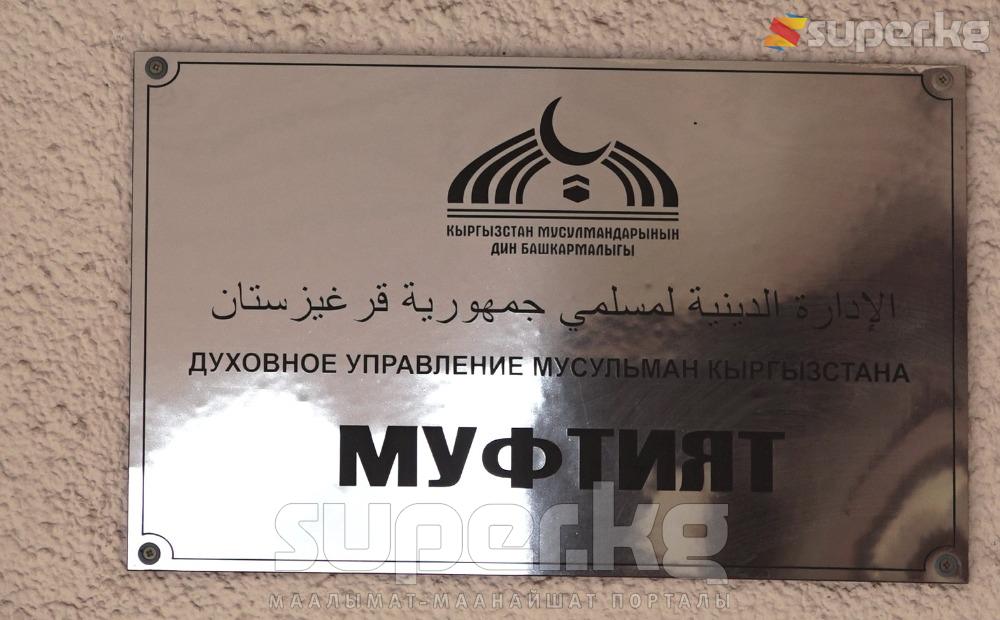 super.kg
КЫРГЫЗСТАН МУСУЛМАНДАРЫНЫН
ДИН БАШКАРМАЛЫГЫ
الإدارة الدينية لمسلمي جمهورية قرغيزستان
ДУХОВНОЕ УПРАВЛЕНИЕ МУСУЛЬМАН КЫРГЫЗСТАНА
МУФТИЯТ
super.kg
МААЛЫМАТ-МААНАЙШАТ ПОРТАЛЫ